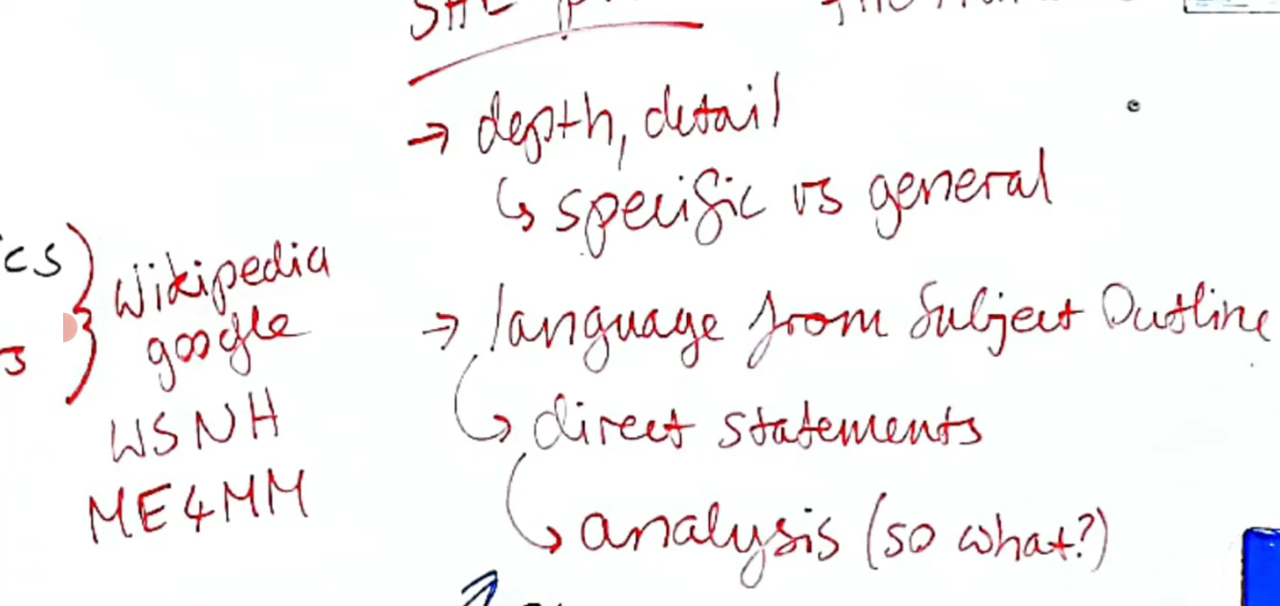 → depth, detail
↳ specific vs general
→ language from Subject Outline
↳ direct statements
↳ analysis (so what?)
cs } Wikipedia
google
WSNH
ME4MM